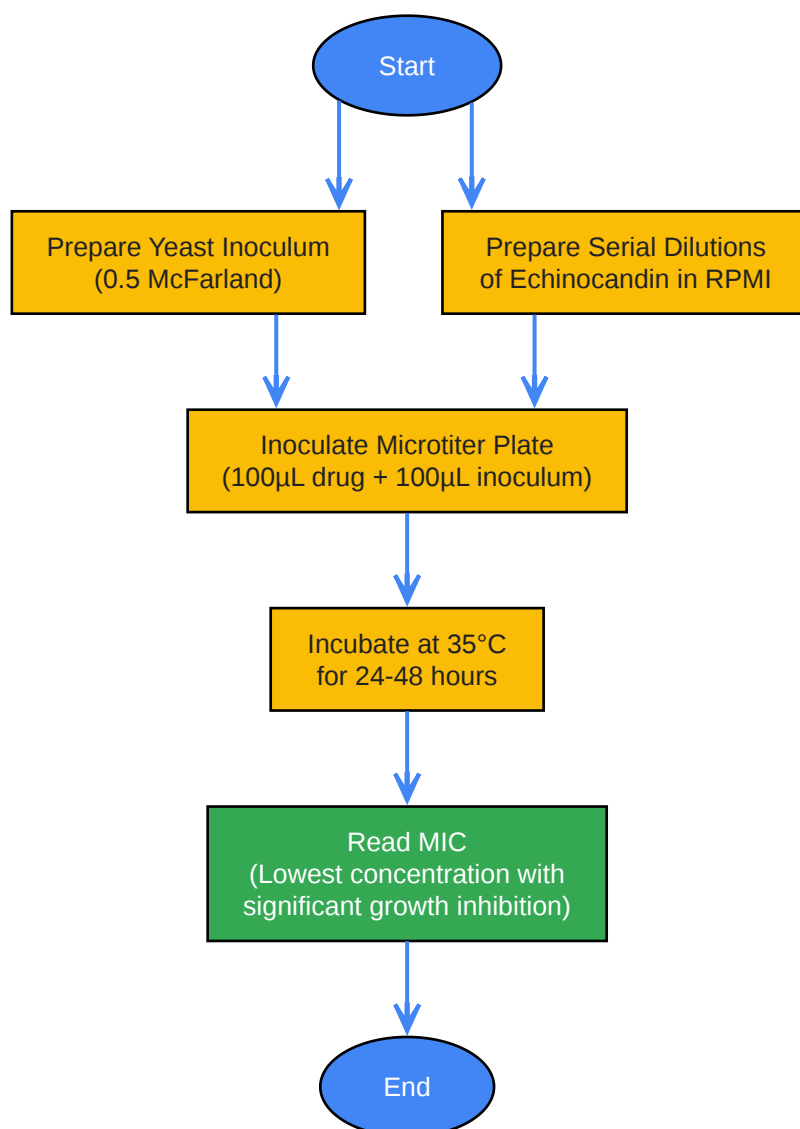 Start
Prepare Yeast Inoculum
(0.5 McFarland)
Prepare Serial Dilutions
of Echinocandin in RPMI
Inoculate Microtiter Plate
(100µL drug + 100µL inoculum)
Incubate at 35°C
for 24-48 hours
Read MIC
(Lowest concentration with
significant growth inhibition)
End